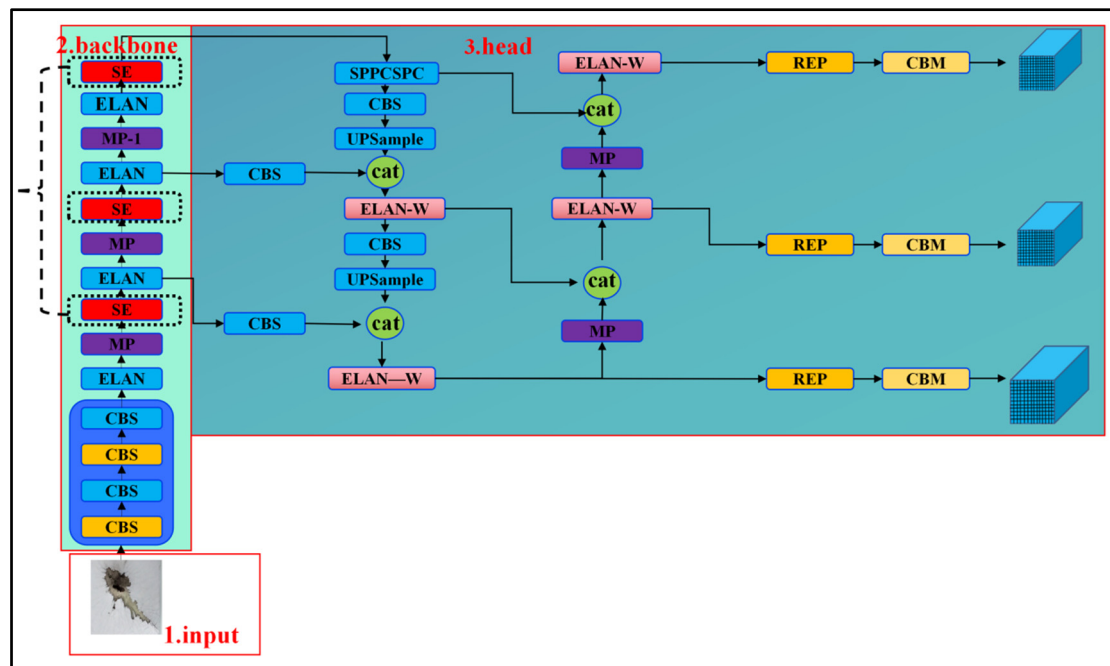 2.backbone
3.head
SE
ELAN
MP-1
ELAN
SE
MP
ELAN
SE
MP
ELAN
CBS
CBS
CBS
CBS
1.input
SPPCSPC
CBS
UPSample
cat
CBS
ELAN-W
CBS
UPSample
cat
CBS
ELAN—W
ELAN-W
cat
MP
ELAN-W
cat
MP
REP
CBM
REP
CBM
REP
CBM